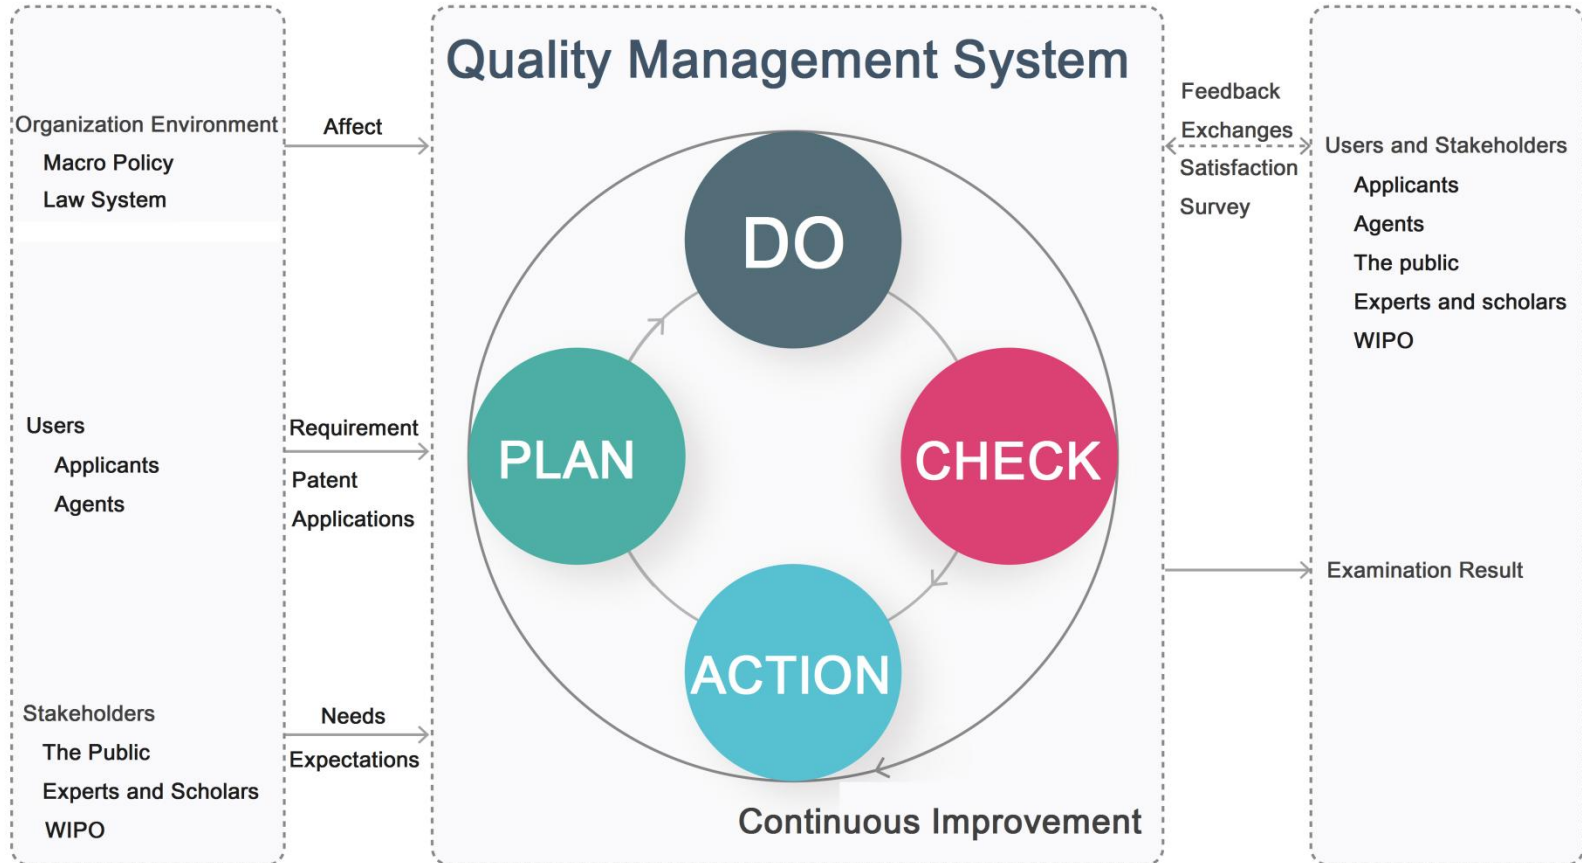 Quality Management System
Organization Environment
Macro Policy
Law System
Affect
Users
Applicants
Agents
Requirement
Patent
Applications
Stakeholders
The Public
Experts and Scholars
WIPO
Needs
Expectations
DO
PLAN
CHECK
ACTION
Continuous Improvement
Feedback
Exchanges
Satisfaction
Survey
Users and Stakeholders
Applicants
Agents
The public
Experts and scholars
WIPO
Examination Result